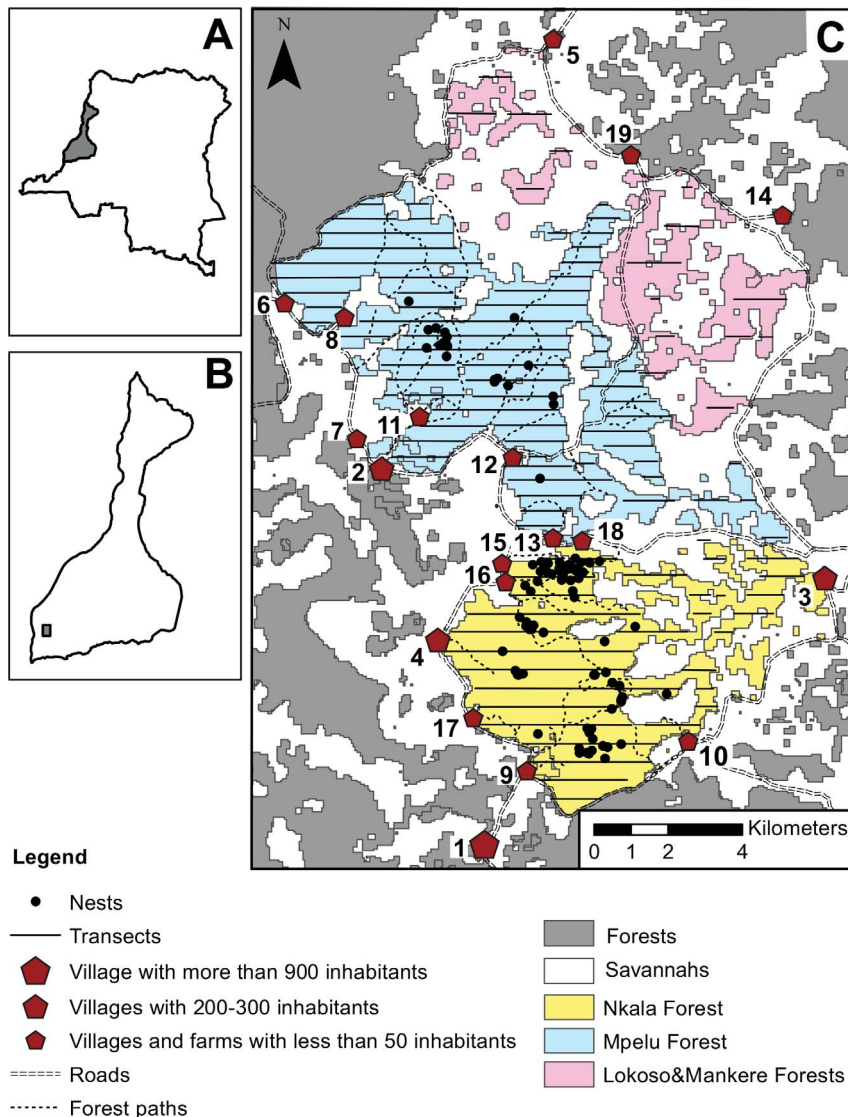 A
B
C
N
5
19
14
6
8
11
7
2
12
13
18
15
16
3
4
17
10
9
1
Kilometers
0 1 2 4
Legend
Nests
Transects
Village with more than 900 inhabitants
Villages with 200-300 inhabitants
Villages and farms with less than 50 inhabitants
Roads
Forest paths
Forests
Savannahs
Nkala Forest
Mpelu Forest
Lokoso&Mankere Forests